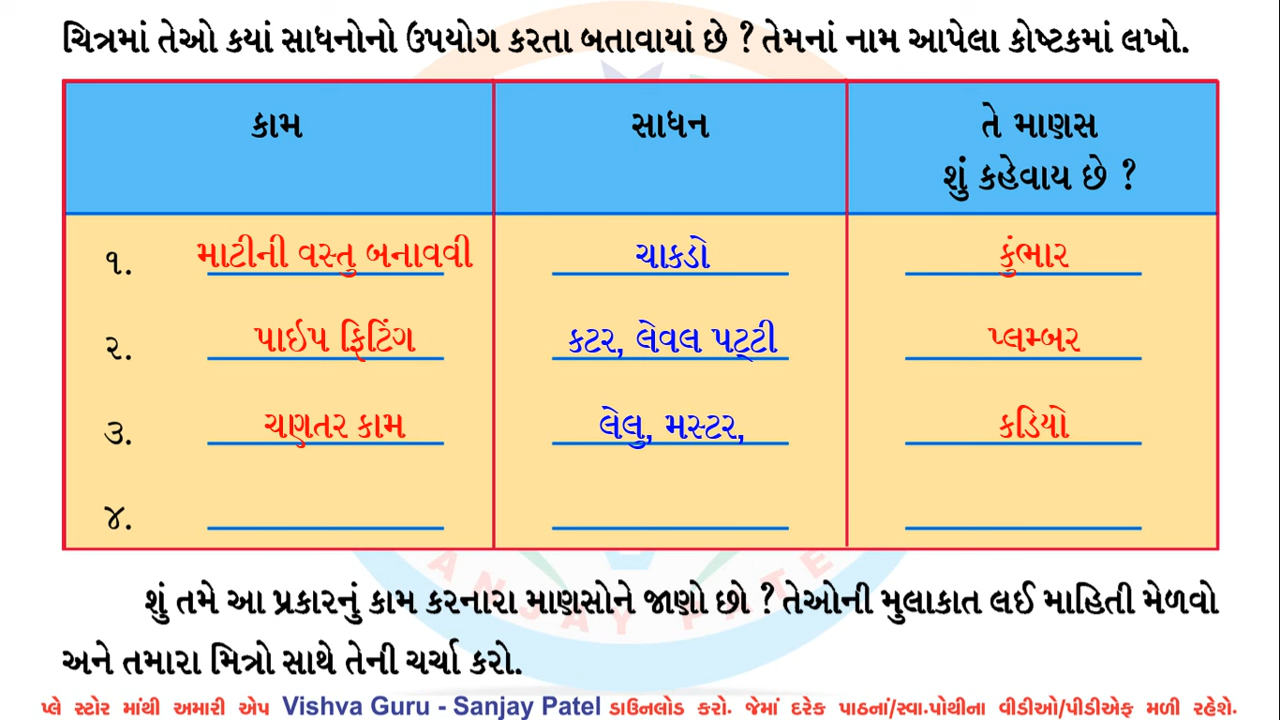 ચિત્રમાં તેઓ કયાં સાધનોનો ઉપયોગ કરતા બતાવાયાં છે ? તેમનાં નામ આપેલા કોષ્ટકમાં લખો.
કામ સાધન તે માણસ
શું કહેવાય છે ?
૧. માટીની વસ્તુ બનાવવી ચાકડો કુંભાર
૨. પાઈપ ફિટિંગ કટર, લેવલ પટ્ટી પ્લમ્બર
૩. ચણતર કામ લેલુ, મસ્ટર, કડિયો
૪.
ANJAY PATE
શું તમે આ પ્રકારનું કામ કરનારા માણસોને જાણો છો ? તેઓની મુલાકાત લઈ માહિતી મેળવો
અને તમારા મિત્રો સાથે તેની ચર્ચા કરો.
પ્લે સ્ટોર માંથી અમારી એપ Vishva Guru - Sanjay Patel ડાઉનલોડ કરો. જેમાં દરેક પાઠનાં/સ્વા.પોથીના વીડીઓ/પીડીએફ મળી રહેશે.